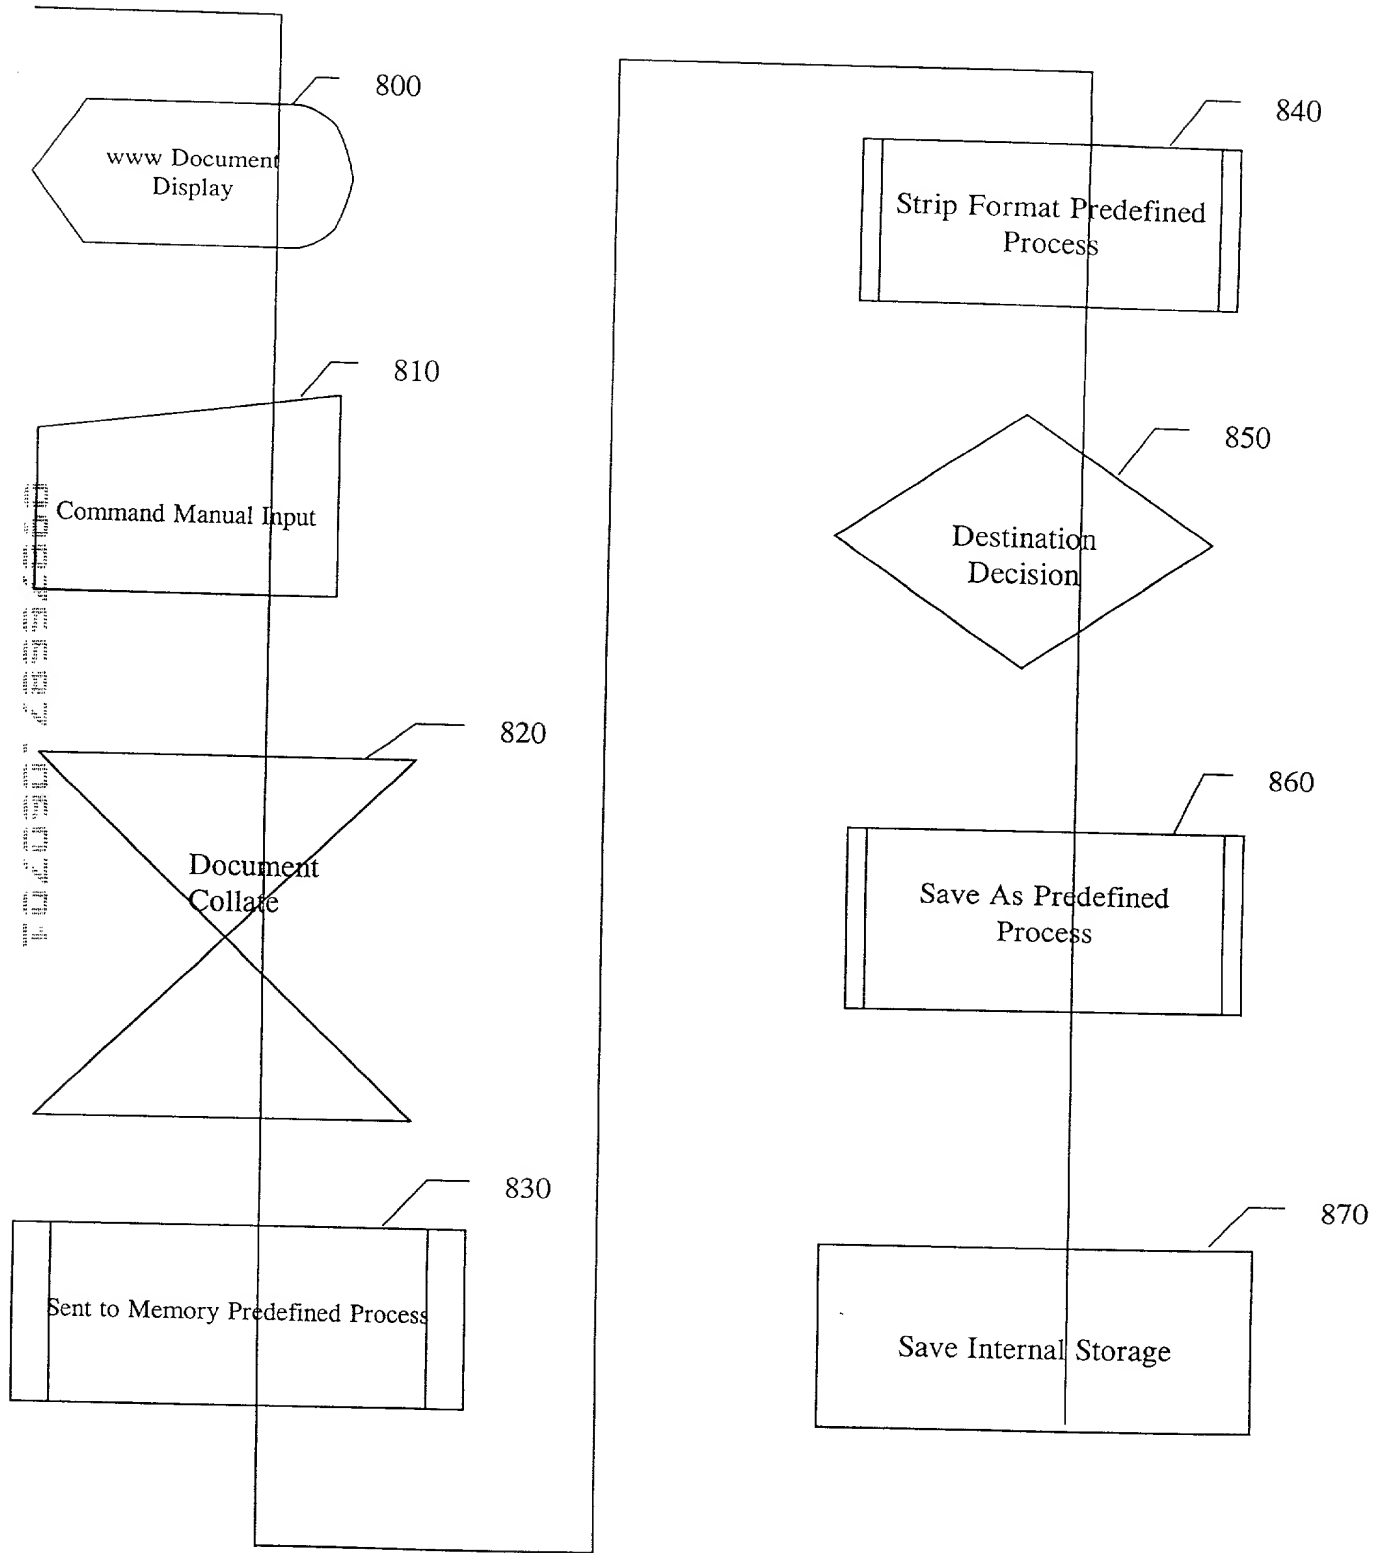 800
www Document
Display
810
Command Manual Input
820
Document
Collate
830
Sent to Memory Predefined Process
840
Strip Format Predefined
Process
850
Destination
Decision
860
Save As Predefined
Process
870
Save Internal Storage